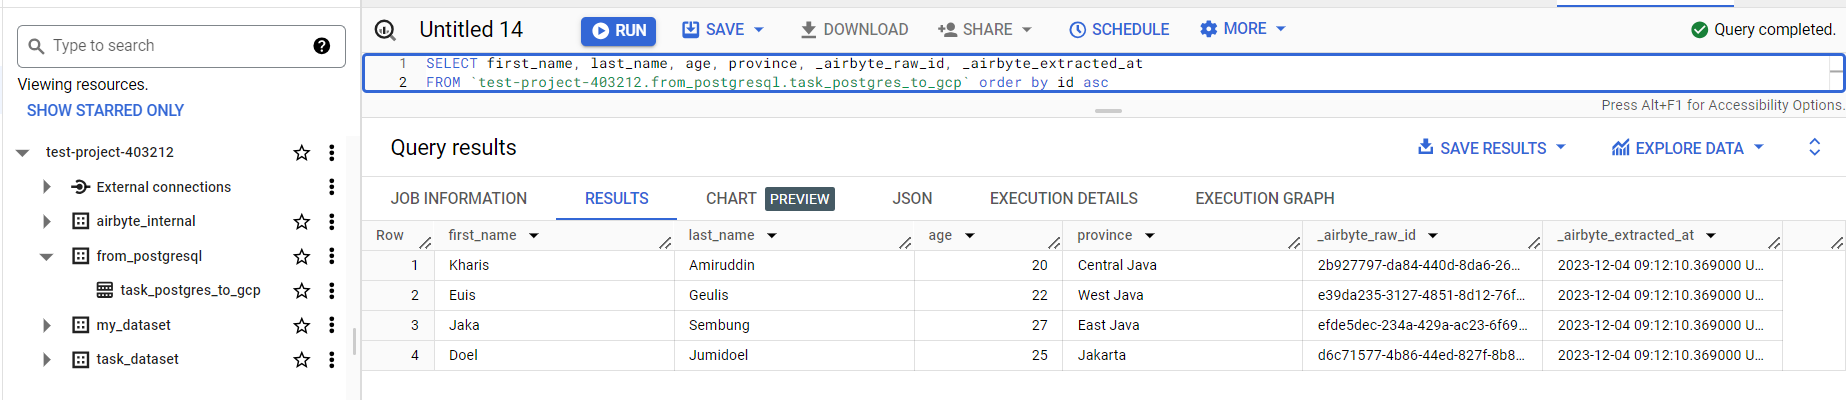 Type to search
Viewing resources.
SHOW STARRED ONLY
test-project-403212
External connections
airbyte_internal
from_postgresql
task_postgres_to_gcp
my_dataset
task_dataset
Untitled 14 RUN SAVE DOWNLOAD SHARE SCHEDULE MORE Query completed.
1 SELECT first_name, last_name, age, province, _airbyte_raw_id, _airbyte_extracted_at
2 FROM `test-project-403212.from_postgresql.task_postgres_to_gcp` order by id asc
Press Alt+F1 for Accessibility Options.
Query results SAVE RESULTS EXPLORE DATA
JOB INFORMATION RESULTS CHART PREVIEW JSON EXECUTION DETAILS EXECUTION GRAPH
Row first_name last_name age province _airbyte_raw_id _airbyte_extracted_at
1 Kharis Amiruddin 20 Central Java 2b927797-da84-440d-8da6-26... 2023-12-04 09:12:10.369000 U...
2 Euis Geulis 22 West Java e39da235-3127-4851-8d12-76f... 2023-12-04 09:12:10.369000 U...
3 Jaka Sembung 27 East Java efde5dec-234a-429a-ac23-6f69... 2023-12-04 09:12:10.369000 U...
4 Doel Jumidoel 25 Jakarta d6c71577-4b86-44ed-827f-8b8... 2023-12-04 09:12:10.369000 U...